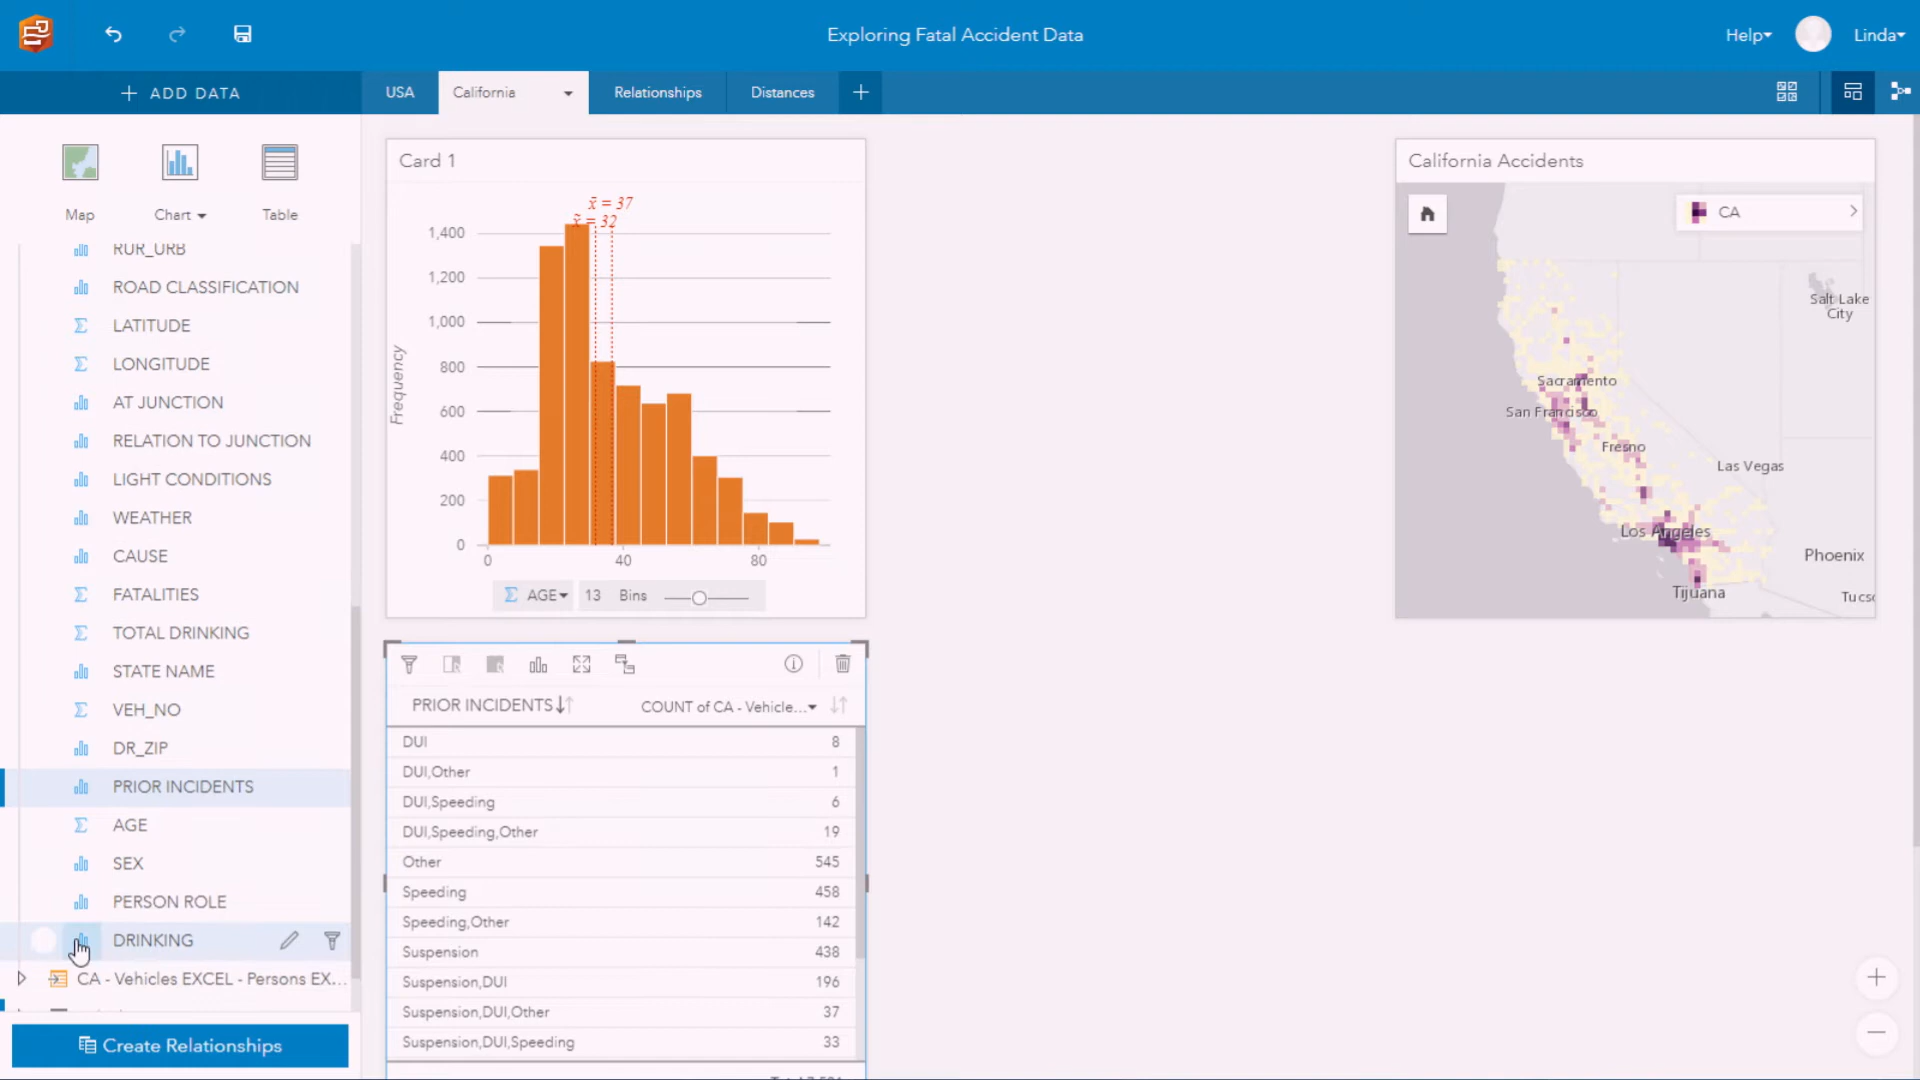 Exploring Fatal Accident Data
Help
Linda
ADD DATA
USA
California
Relationships
Distances
Map
Chart
Table
RUR_URB
ROAD CLASSIFICATION
LATITUDE
LONGITUDE
AT JUNCTION
RELATION TO JUNCTION
LIGHT CONDITIONS
WEATHER
CAUSE
FATALITIES
TOTAL DRINKING
STATE NAME
VEH_NO
DR_ZIP
PRIOR INCIDENTS
AGE
SEX
PERSON ROLE
DRINKING
CA - Vehicles EXCEL - Persons EX...
Create Relationships
Card 1
x̄ = 37
x̃ = 32
1,400
1,200
1,000
800
600
400
200
0
Frequency
0 40 80
AGE 13 Bins
PRIOR INCIDENTS COUNT of CA - Vehicle...
DUI 8
DUI,Other 1
DUI,Speeding 6
DUI,Speeding,Other 19
Other 545
Speeding 458
Speeding,Other 142
Suspension 438
Suspension,DUI 196
Suspension,DUI,Other 37
Suspension,DUI,Speeding 33
California Accidents
CA
Salt Lake
City
Sacramento
San Francisco
Fresno
Las Vegas
Los Angeles
Phoenix
Tijuana
Tucs